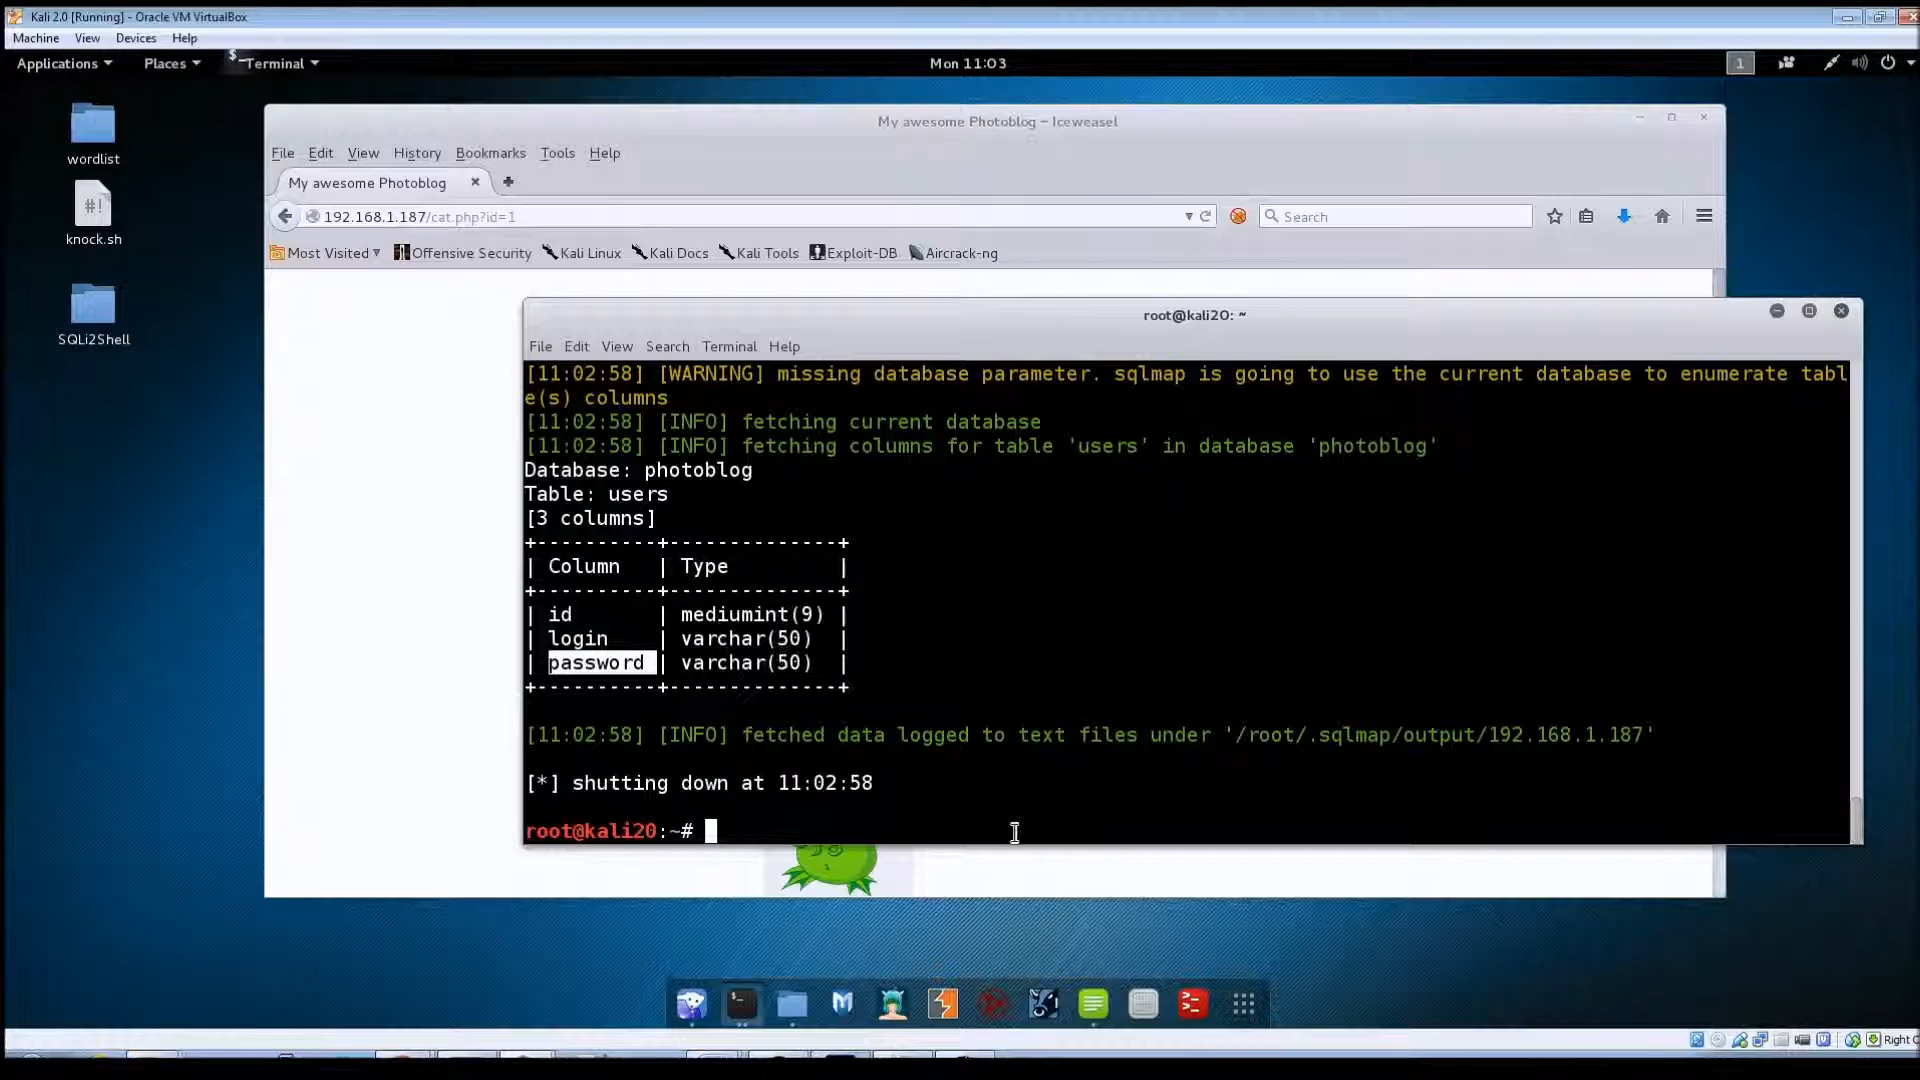 Kali 2.0 [Running] - Oracle VM VirtualBox
Machine View Devices Help
Applications Places Terminal Mon 11:03 1
wordlist
#!
knock.sh
SQLi2Shell
My awesome Photoblog - Iceweasel
File Edit View History Bookmarks Tools Help
My awesome Photoblog
192.168.1.187/cat.php?id=1 Search
Most Visited Offensive Security Kali Linux Kali Docs Kali Tools Exploit-DB Aircrack-ng
root@kali20: ~
File Edit View Search Terminal Help
[11:02:58] [WARNING] missing database parameter. sqlmap is going to use the current database to enumerate tabl
e(s) columns
[11:02:58] [INFO] fetching current database
[11:02:58] [INFO] fetching columns for table 'users' in database 'photoblog'
Database: photoblog
Table: users
[3 columns]
+----------+--------------+
| Column   | Type         |
+----------+--------------+
| id       | mediumint(9) |
| login    | varchar(50)  |
| password | varchar(50)  |
+----------+--------------+
[11:02:58] [INFO] fetched data logged to text files under '/root/.sqlmap/output/192.168.1.187'
[*] shutting down at 11:02:58
root@kali20:~#
Right C